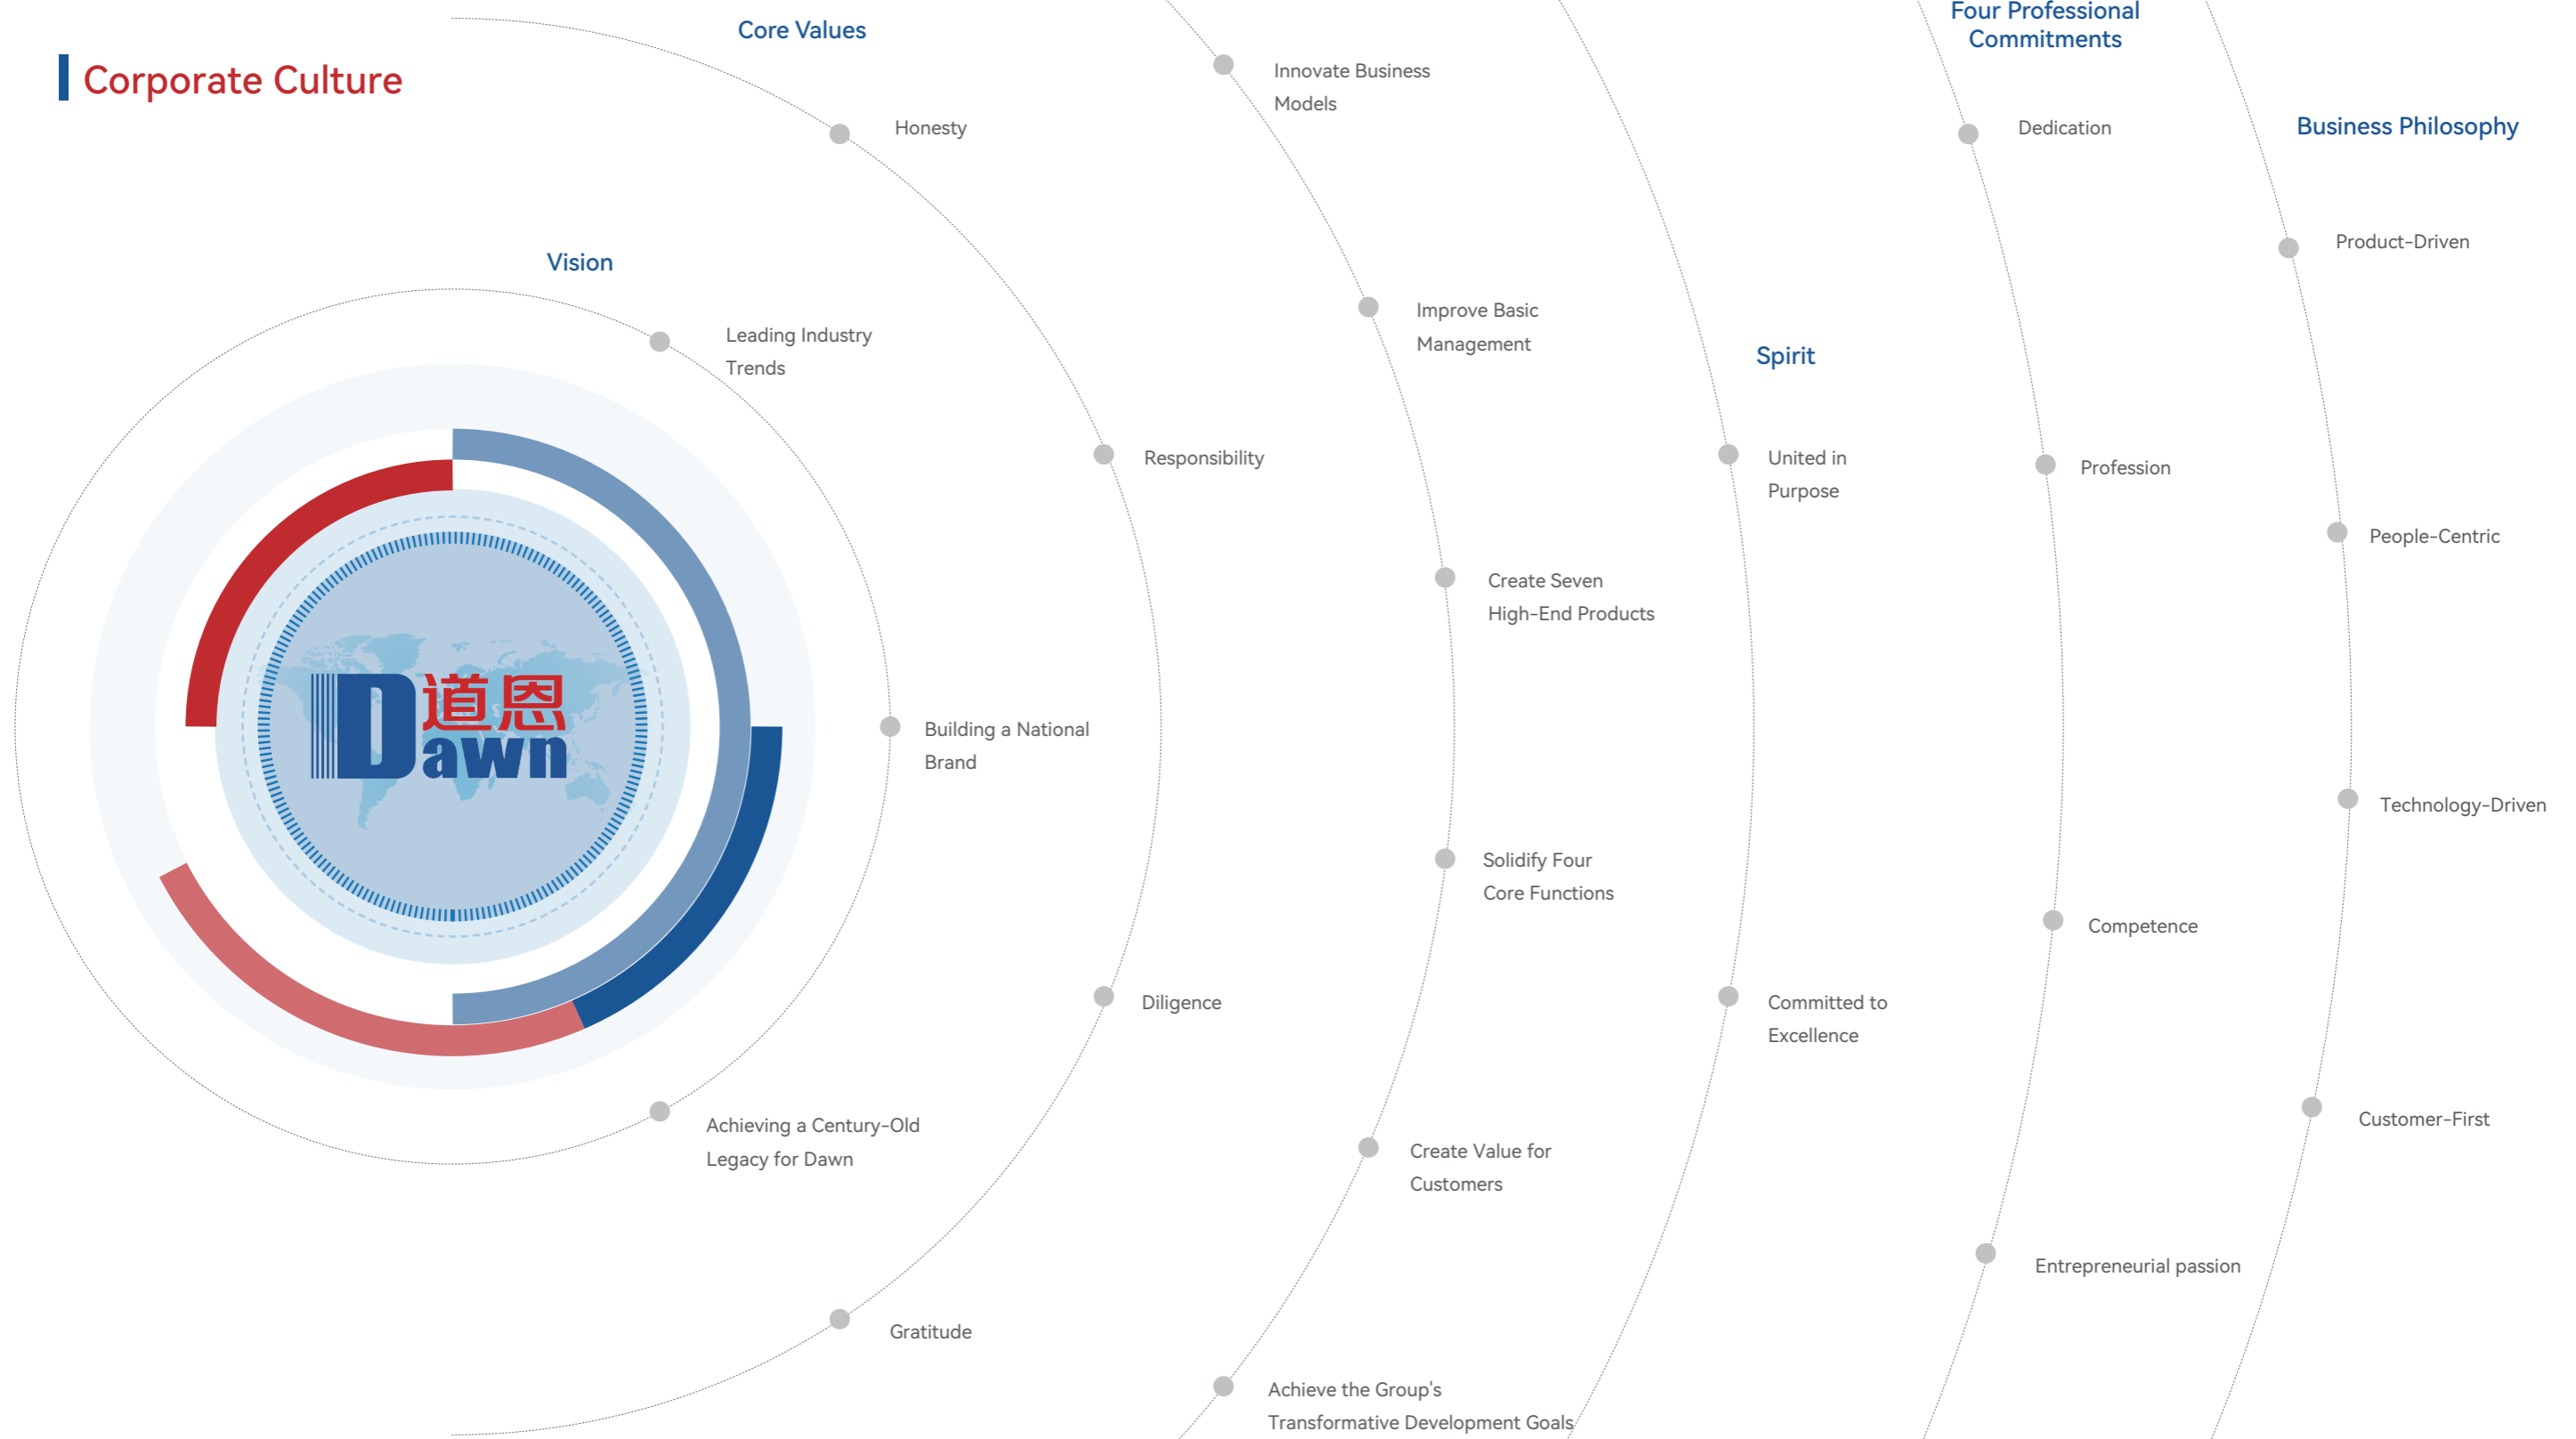 Corporate Culture
Vision
Leading Industry
Trends
Building a National
Brand
Achieving a Century-Old
Legacy for Dawn
道恩
Dawn
Core Values
Honesty
Responsibility
Diligence
Gratitude
Innovate Business
Models
Improve Basic
Management
Create Seven
High-End Products
Solidify Four
Core Functions
Create Value for
Customers
Achieve the Group's
Transformative Development Goals
Spirit
United in
Purpose
Committed to
Excellence
Four Professional
Commitments
Dedication
Profession
Competence
Entrepreneurial passion
Business Philosophy
Product-Driven
People-Centric
Technology-Driven
Customer-First